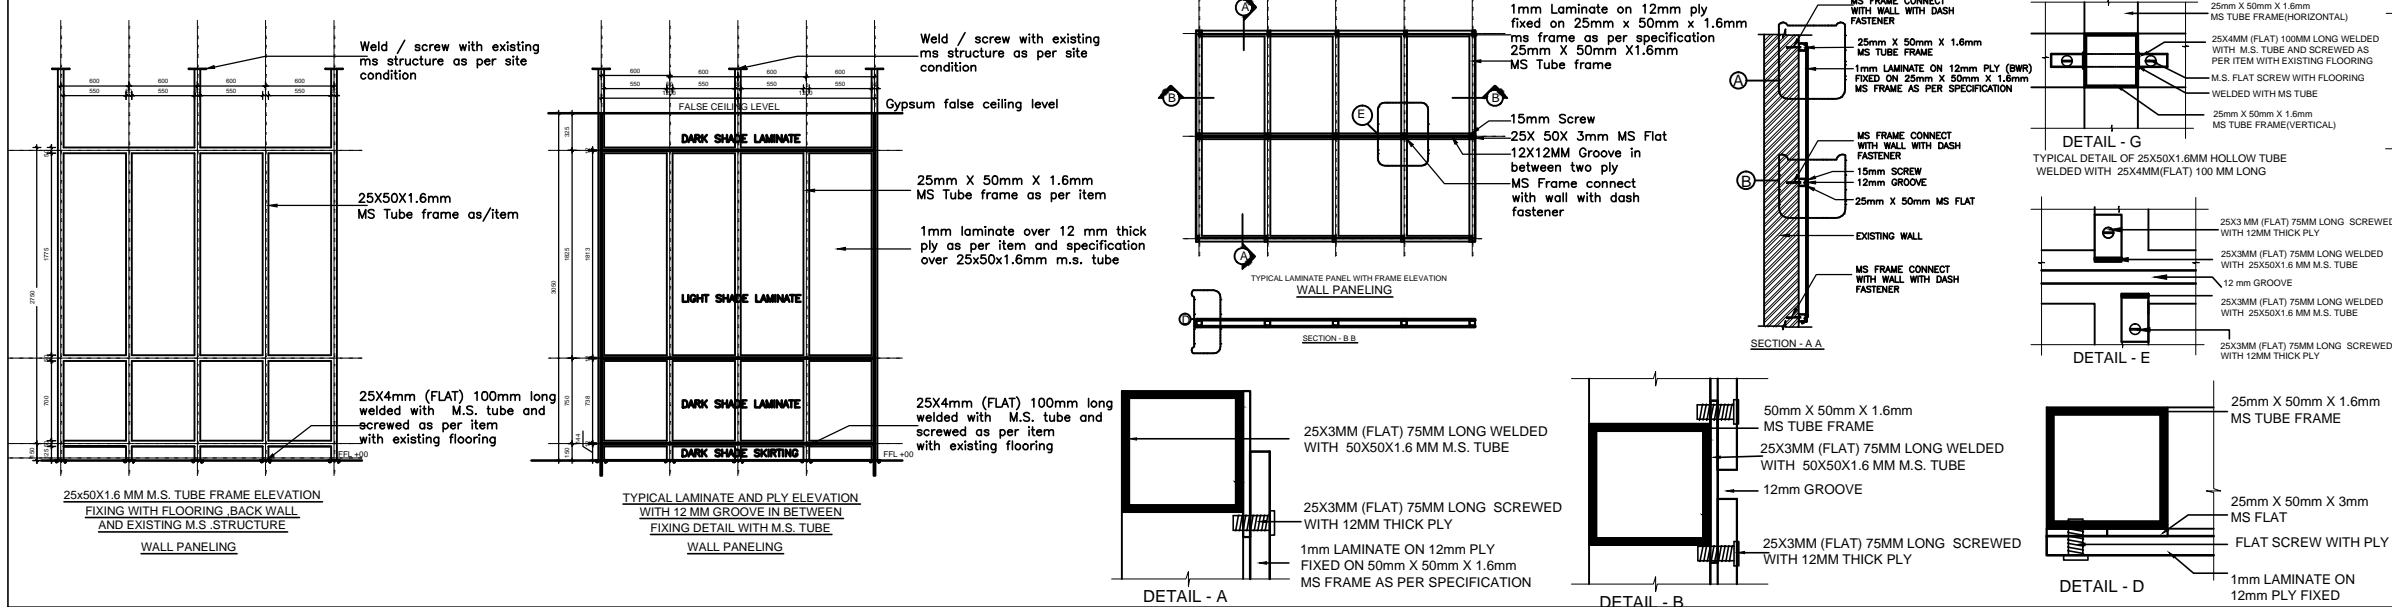 Weld / screw with existing
ms structure as per site
condition
600
600
550
550
550
550
25X50X1.6mm
MS Tube frame as/item
2750
1775
700
150
25X4mm (FLAT) 100mm long
welded with M.S. tube and
screwed as per item
with existing flooring
FFL +00
25x50X1.6 MM M.S. TUBE FRAME ELEVATION
FIXING WITH FLOORING ,BACK WALL
AND EXISTING M.S .STRUCTURE
WALL PANELING
Weld / screw with existing
ms structure as per site
condition
600
600
600
600
550
550
550
550
FALSE CEILING LEVEL
Gypsum false ceiling level
325
DARK SHADE LAMINATE
25mm X 50mm X 1.6mm
MS Tube frame as per item
1mm laminate over 12 mm thick
ply as per item and specification
over 25x50x1.6mm m.s. tube
3050
1825
1813
LIGHT SHADE LAMINATE
750
738
DARK SHADE LAMINATE
144
150
DARK SHADE SKIRTING
25X4mm (FLAT) 100mm long
welded with M.S. tube and
screwed as per item
with existing flooring
FFL +00
TYPICAL LAMINATE AND PLY ELEVATION
WITH 12 MM GROOVE IN BETWEEN
FIXING DETAIL WITH M.S. TUBE
WALL PANELING
A
1mm Laminate on 12mm ply
fixed on 25mm x 50mm x 1.6mm
ms frame as per specification
25mm X 50mm X1.6mm
MS Tube frame
B
B
E
15mm Screw
25X 50X 3mm MS Flat
12X12MM Groove in
between two ply
MS Frame connect
with wall with dash
fastener
A
TYPICAL LAMINATE PANEL WITH FRAME ELEVATION
WALL PANELING
D
SECTION - B B
MS FRAME CONNECT
WITH WALL WITH DASH
FASTENER
25mm X 50mm X 1.6mm
MS TUBE FRAME
A
1mm LAMINATE ON 12mm PLY (BWR)
FIXED ON 25mm X 50mm X 1.6mm
MS FRAME AS PER SPECIFICATION
MS FRAME CONNECT
WITH WALL WITH DASH
FASTENER
B
15mm SCREW
12mm GROOVE
25mm X 50mm MS FLAT
EXISTING WALL
MS FRAME CONNECT
WITH WALL WITH DASH
FASTENER
SECTION - A A
25mm X 50mm X 1.6mm
MS TUBE FRAME(HORIZONTAL)
25X4MM (FLAT) 100MM LONG WELDED
WITH M.S. TUBE AND SCREWED AS
PER ITEM WITH EXISTING FLOORING
M.S. FLAT SCREW WITH FLOORING
WELDED WITH MS TUBE
25mm X 50mm X 1.6mm
MS TUBE FRAME(VERTICAL)
DETAIL - G
TYPICAL DETAIL OF 25X50X1.6MM HOLLOW TUBE
WELDED WITH 25X4MM(FLAT) 100 MM LONG
25X3 MM (FLAT) 75MM LONG SCREWED
WITH 12MM THICK PLY
25X3MM (FLAT) 75MM LONG WELDED
WITH 25X50X1.6 MM M.S. TUBE
12 mm GROOVE
25X3MM (FLAT) 75MM LONG WELDED
WITH 25X50X1.6 MM M.S. TUBE
25X3MM (FLAT) 75MM LONG SCREWED
WITH 12MM THICK PLY
DETAIL - E
25X3MM (FLAT) 75MM LONG WELDED
WITH 50X50X1.6 MM M.S. TUBE
25X3MM (FLAT) 75MM LONG SCREWED
WITH 12MM THICK PLY
1mm LAMINATE ON 12mm PLY
FIXED ON 50mm X 50mm X 1.6mm
MS FRAME AS PER SPECIFICATION
DETAIL - A
50mm X 50mm X 1.6mm
MS TUBE FRAME
25X3MM (FLAT) 75MM LONG WELDED
WITH 50X50X1.6 MM M.S. TUBE
12mm GROOVE
25X3MM (FLAT) 75MM LONG SCREWED
WITH 12MM THICK PLY
DETAIL - B
25mm X 50mm X 1.6mm
MS TUBE FRAME
25mm X 50mm X 3mm
MS FLAT
FLAT SCREW WITH PLY
1mm LAMINATE ON
12mm PLY FIXED
DETAIL - D